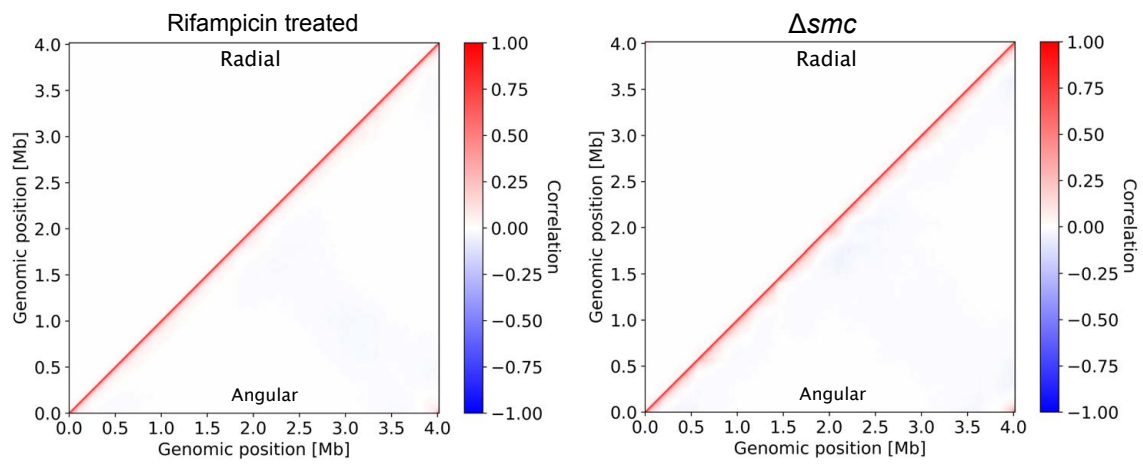 Rifampicin treated
Radial
Angular
4.0
3.5
3.0
2.5
2.0
1.5
1.0
0.5
0.0
Genomic position [Mb]
0.0 0.5 1.0 1.5 2.0 2.5 3.0 3.5 4.0
Genomic position [Mb]
1.00
0.75
0.50
0.25
0.00
−0.25
−0.50
−0.75
−1.00
Correlation
Δsmc
Radial
Angular
4.0
3.5
3.0
2.5
2.0
1.5
1.0
0.5
0.0
Genomic position [Mb]
0.0 0.5 1.0 1.5 2.0 2.5 3.0 3.5 4.0
Genomic position [Mb]
1.00
0.75
0.50
0.25
0.00
−0.25
−0.50
−0.75
−1.00
Correlation